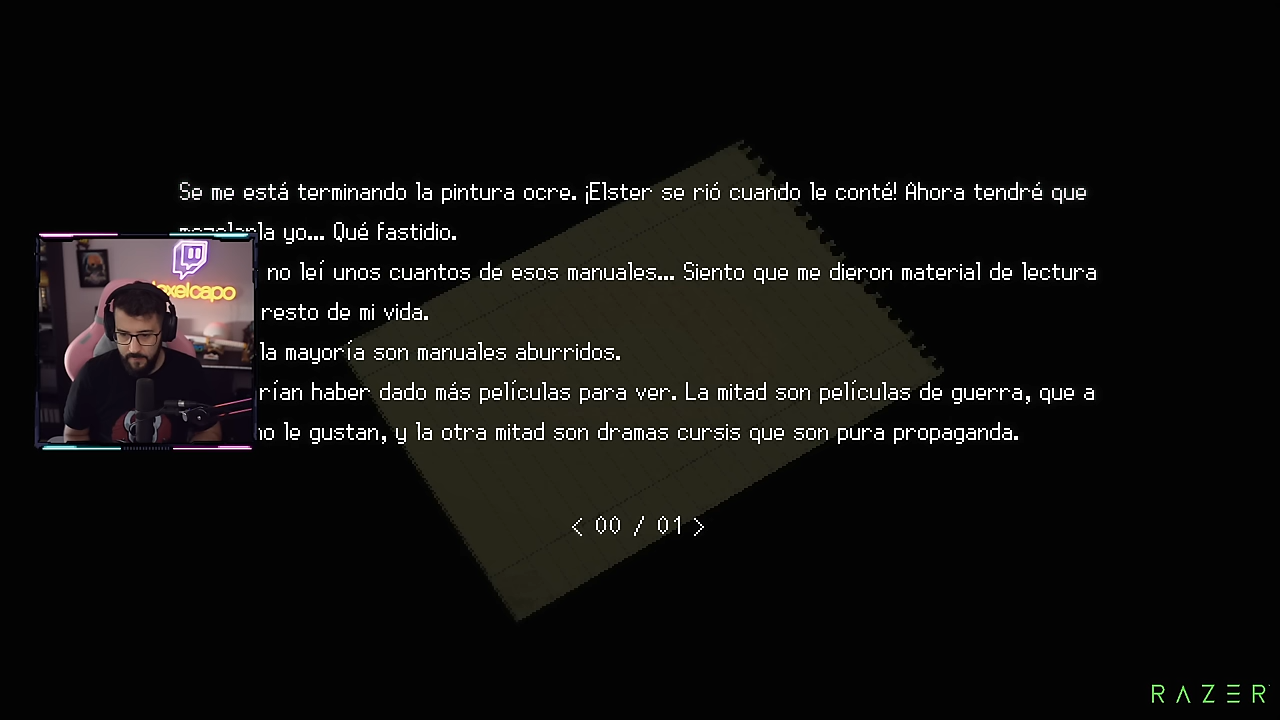 Se me está terminando la pintura ocre. ¡Elster se rió cuando le conté! Ahora tendré que
yo... Qué fastidio.
no leí unos cuantos de esos manuales... Siento que me dieron material de lectura
resto de mi vida.
la mayoría son manuales aburridos.
haber dado más películas para ver. La mitad son películas de guerra, que a
no le gustan, y la otra mitad son dramas cursis que son pura propaganda.
< 00 / 01 >
RAZER